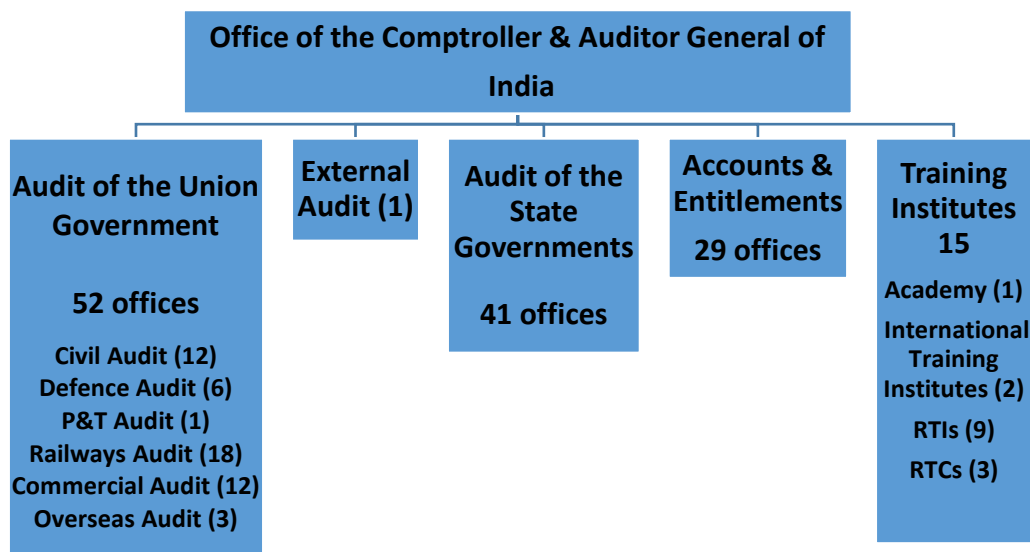 Office of the Comptroller & Auditor General of
India
Audit of the Union
Government
52 offices
Civil Audit (12)
Defence Audit (6)
P&T Audit (1)
Railways Audit (18)
Commercial Audit (12)
Overseas Audit (3)
External
Audit (1)
Audit of the
State
Governments
41 offices
Accounts &
Entitlements
29 offices
Training
Institutes
15
Academy (1)
International
Training
Institutes (2)
RTIs (9)
RTCs (3)